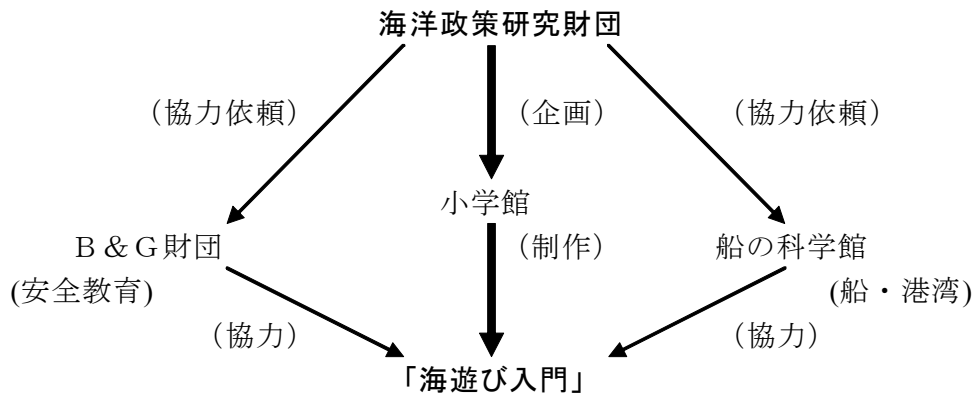 海洋政策研究財団
（協力依頼）
（企画）
（協力依頼）
小学館
Ｂ＆Ｇ財団
（制作）
船の科学館
(安全教育)
(船・港湾)
（協力）
（協力）
「海遊び入門」